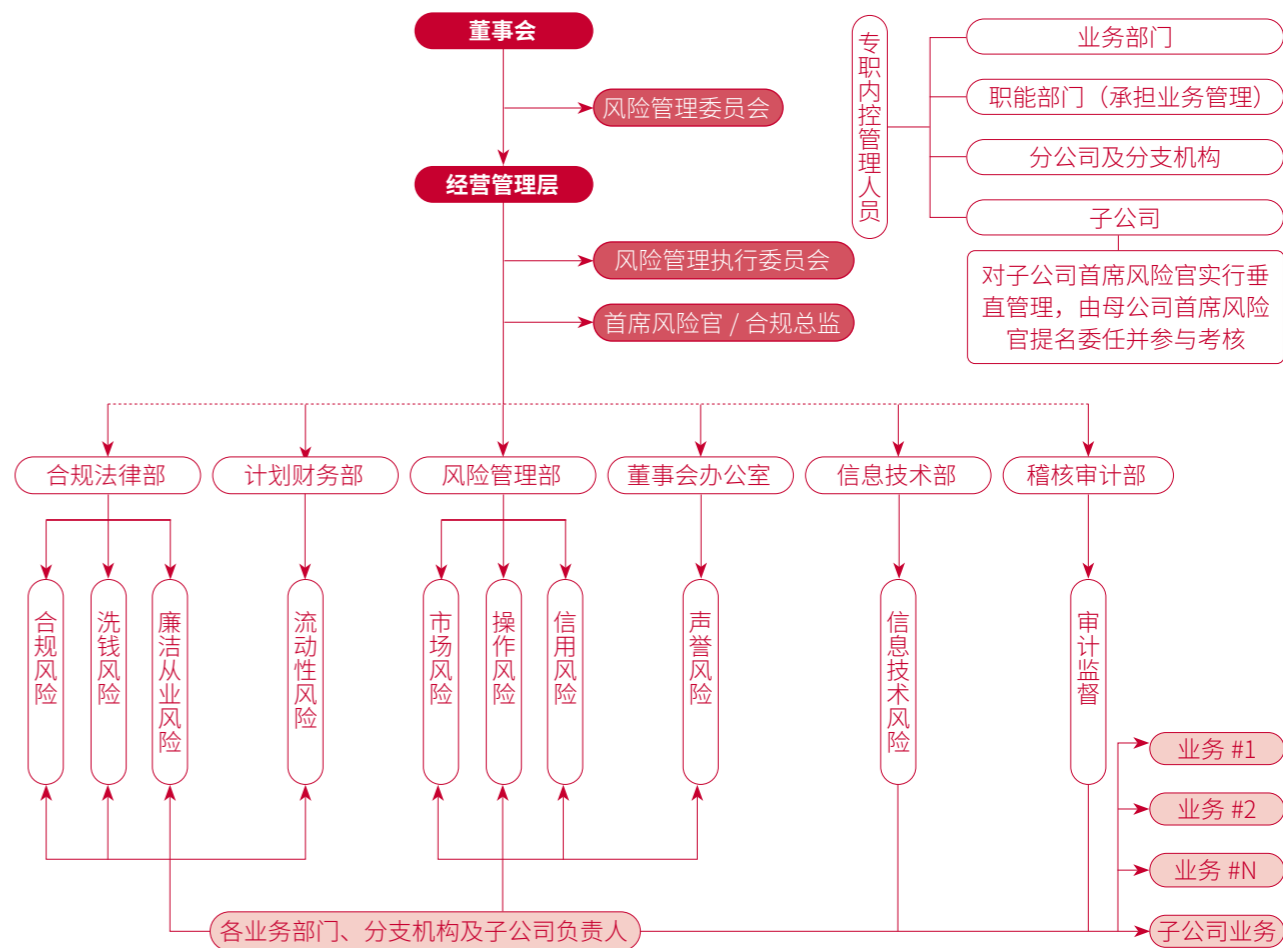 董事会
风险管理委员会
经营管理层
风险管理执行委员会
首席风险官 / 合规总监
专职内控管理人员
业务部门
职能部门（承担业务管理）
分公司及分支机构
子公司
对子公司首席风险官实行垂
直管理，由母公司首席风险
官提名委任并参与考核
合规法律部
计划财务部
风险管理部
董事会办公室
信息技术部
稽核审计部
合规风险
洗钱风险
廉洁从业风险
流动性风险
市场风险
操作风险
信用风险
声誉风险
信息技术风险
审计监督
业务 #1
业务 #2
业务 #N
各业务部门、分支机构及子公司负责人
子公司业务